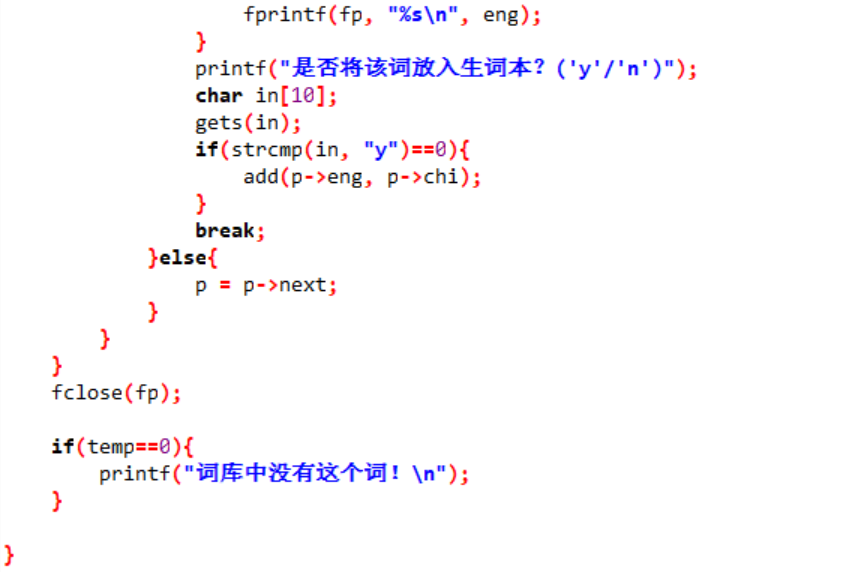 fprintf(fp, "%s\n", eng);
}
printf("是否将该词放入生词本？('y'/'n')");
char in[10];
gets(in);
if(strcmp(in, "y")==0){
add(p->eng, p->chi);
}
break;
}else{
p = p->next;
}
}
}
fclose(fp);
if(temp==0){
printf("词库中没有这个词！\n");
}
}